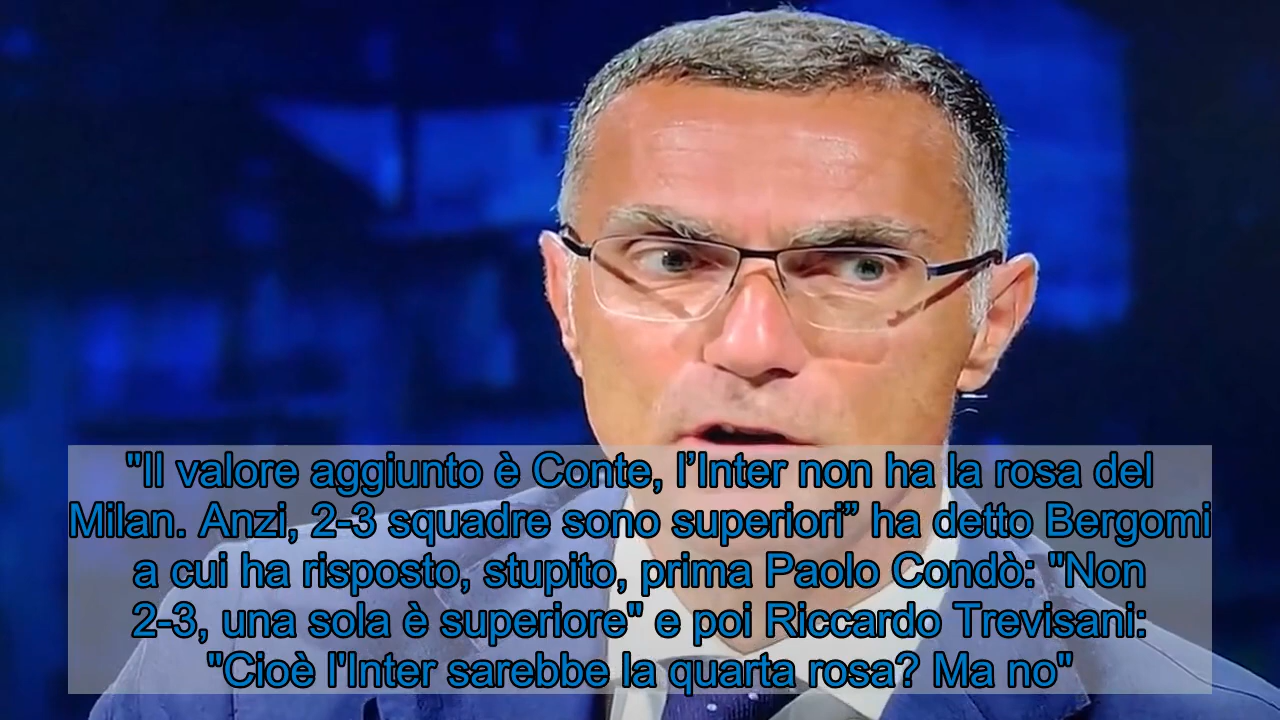 "Il valore aggiunto è Conte, l’Inter non ha la rosa del
Milan. Anzi, 2-3 squadre sono superiori” ha detto Bergomi
a cui ha risposto, stupito, prima Paolo Condò: "Non
2-3, una sola è superiore" e poi Riccardo Trevisani:
"Cioè l'Inter sarebbe la quarta rosa? Ma no"